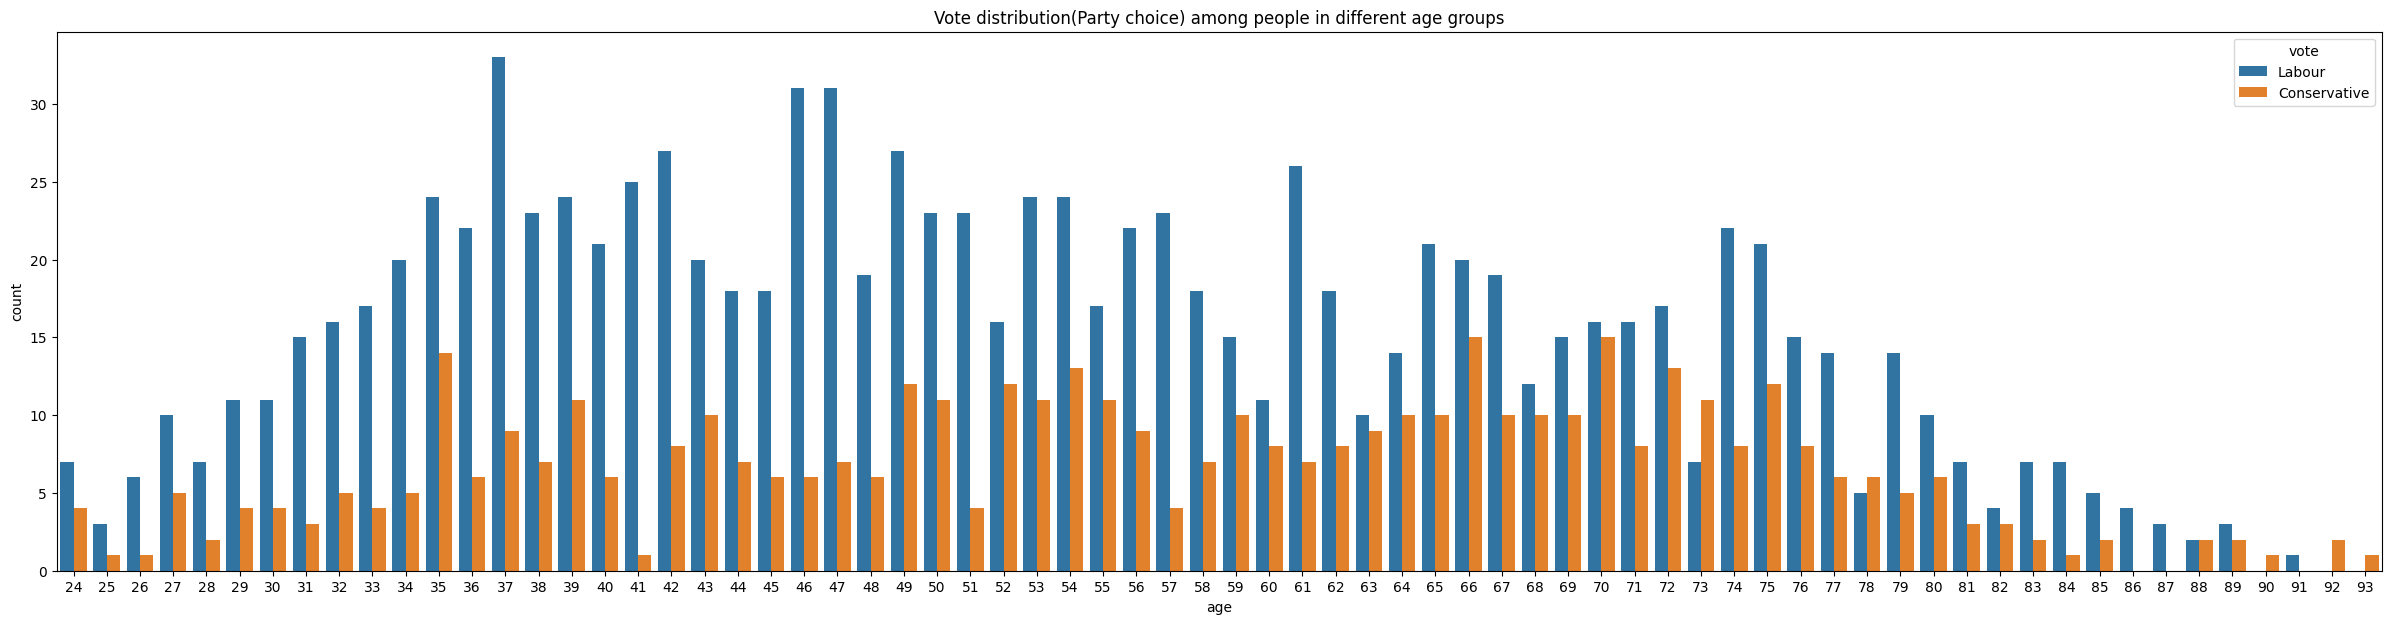 Vote distribution(Party choice) among people in different age groups
vote
Labour
Conservative
30
25
20
15
10
5
0
count
24 25 26 27 28 29 30 31 32 33 34 35 36 37 38 39 40 41 42 43 44 45 46 47 48 49 50 51 52 53 54 55 56 57 58 59 60 61 62 63 64 65 66 67 68 69 70 71 72 73 74 75 76 77 78 79 80 81 82 83 84 85 86 87 88 89 90 91 92 93
age